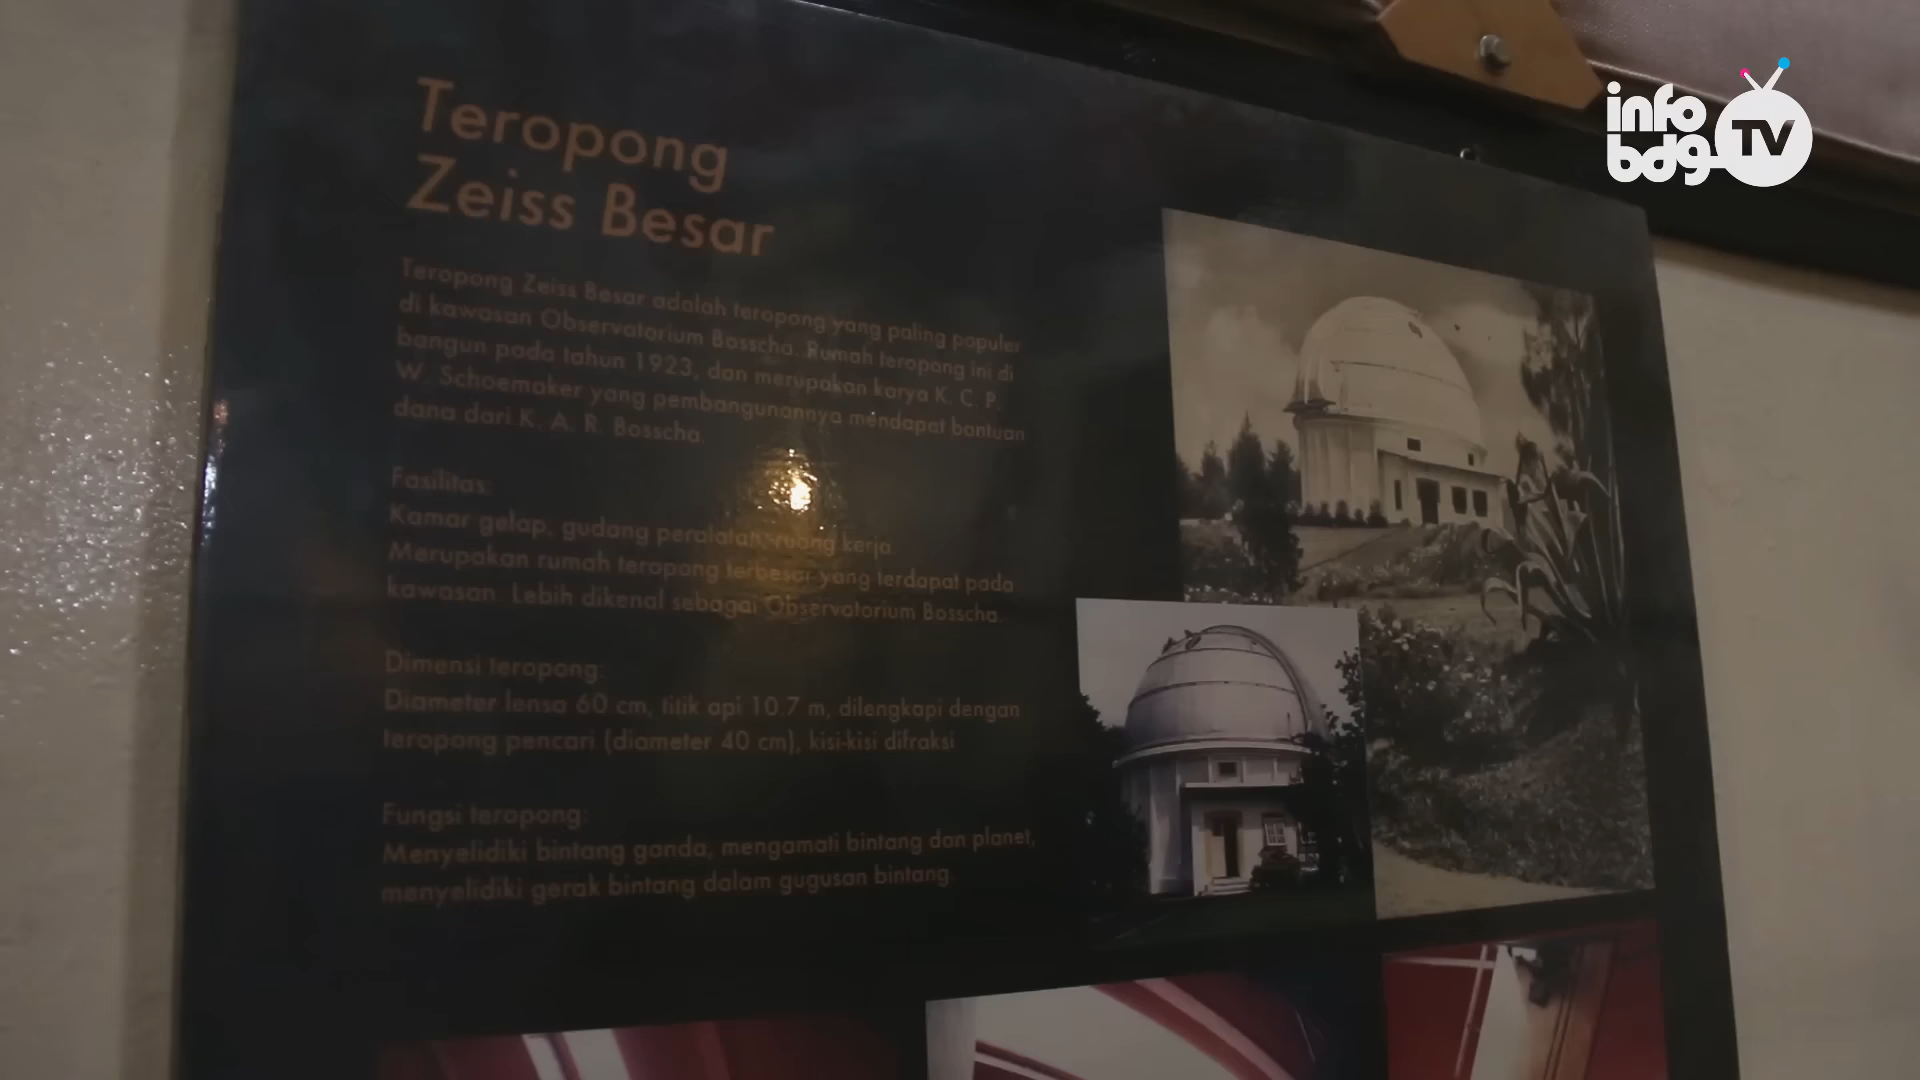 Teropong
Zeiss Besar
Teropong Zeiss Besar adalah teropong yang paling populer
di kawasan Observatorium Bosscha. Rumah teropong ini di
bangun pada tahun 1923, dan merupakan karya K. C. P.
W. Schoemaker yang pembangunannya mendapat bantuan
dana dari K. A. R. Bosscha.
Fasilitas:
Kamar gelap, gudang peralatan, ruang kerja.
Merupakan rumah teropong terbesar yang terdapat pada
kawasan. Lebih dikenal sebagai Observatorium Bosscha.
Dimensi teropong:
Diameter lensa 60 cm, titik api 10.7 m, dilengkapi dengan
teropong pencari (diameter 40 cm), kisi-kisi difraksi
Fungsi teropong:
Menyelidiki bintang ganda, mengamati bintang dan planet,
menyelidiki gerak bintang dalam gugusan bintang.
info
bdg TV